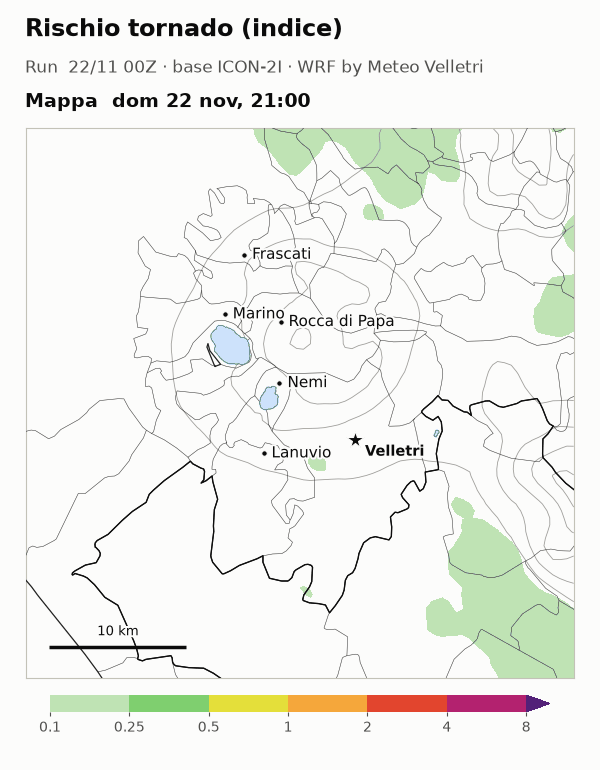 Rischio tornado (indice)
Run  22/11 00Z · base ICON-2I · WRF by Meteo Velletri
Mappa  dom 22 nov, 21:00
Frascati
Marino
Rocca di Papa
Nemi
Lanuvio
Velletri
10 km
0.1 0.25 0.5 1 2 4 8